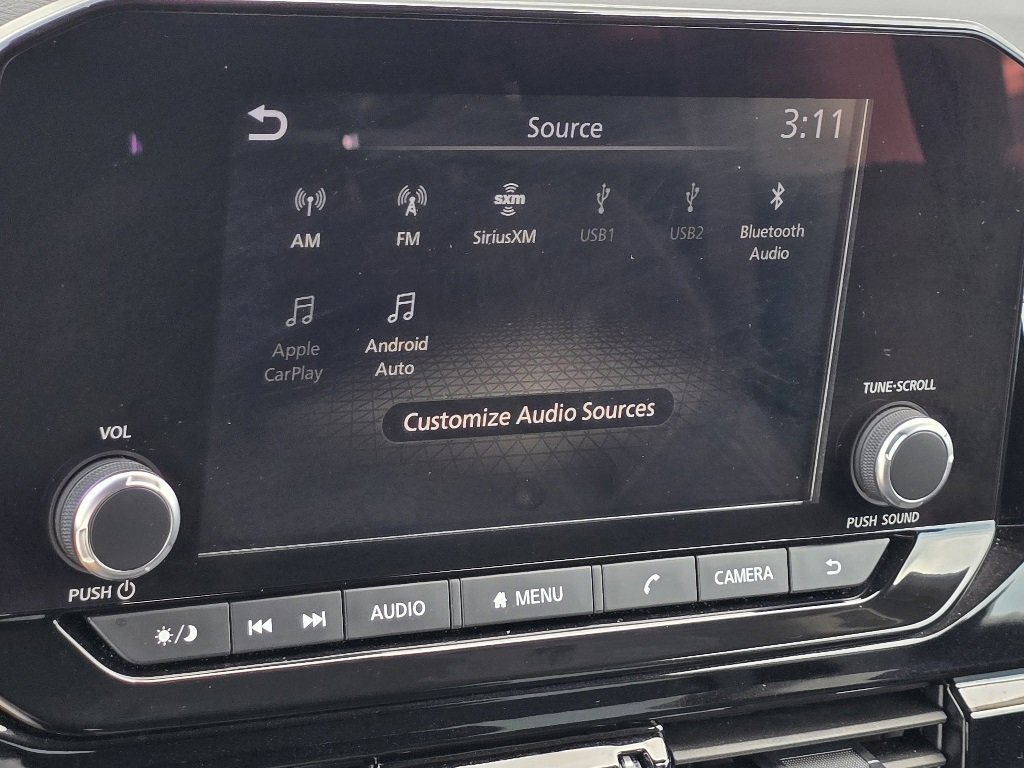 Source
3:11
AM
FM
sxm
SiriusXM
USB1
USB2
Bluetooth
Audio
Apple
CarPlay
Android
Auto
Customize Audio Sources
VOL
PUSH
TUNE·SCROLL
PUSH SOUND
AUDIO
MENU
CAMERA